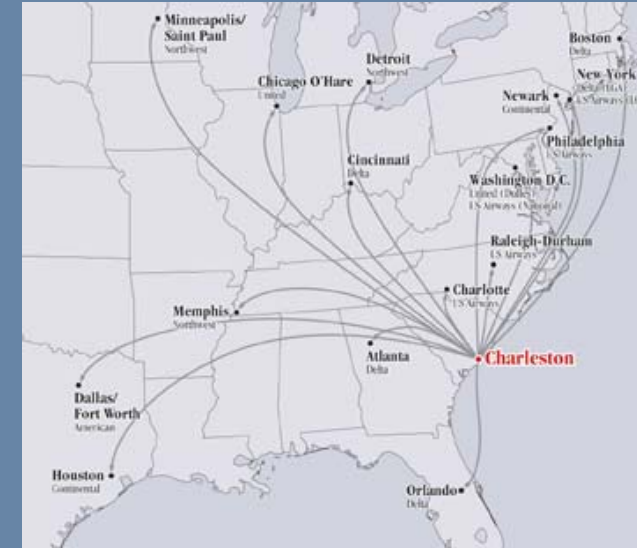 Minneapolis/
Saint Paul
Northwest
Boston
Delta
Detroit
Northwest
Chicago O'Hare
United
New York
Newark
Continental
Philadelphia
US Airways
Cincinnati
Delta
Washington D.C.
United (Dulles)
US Airways (National)
Raleigh-Durham
US Airways
Charlotte
US Airways
Memphis
Northwest
Charleston
Atlanta
Delta
Dallas/
Fort Worth
American
Houston
Continental
Orlando
Delta